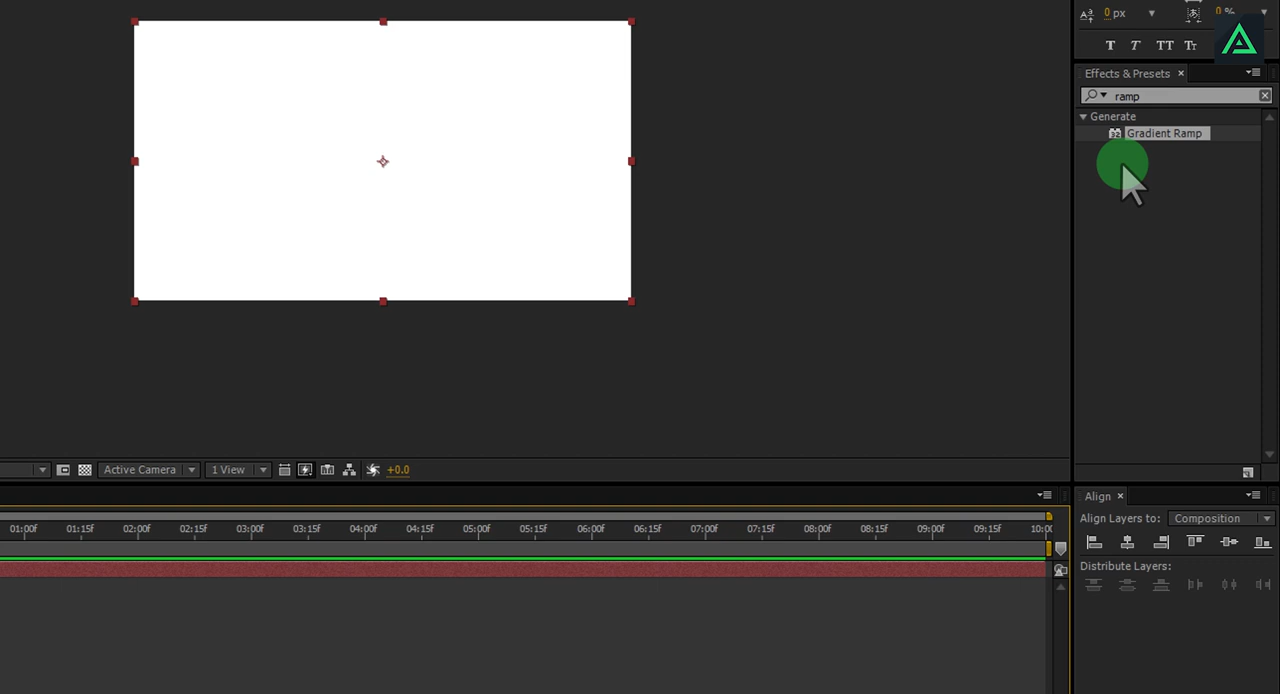 0 px
0 %
T T TT Tт
Effects & Presets ×
ramp
Generate
32 Gradient Ramp
Active Camera
1 View
+0.0
Align ×
01:00f 01:15f 02:00f 02:15f 03:00f 03:15f 04:00f 04:15f 05:00f 05:15f 06:00f 06:15f 07:00f 07:15f 08:00f 08:15f 09:00f 09:15f 10:00
Align Layers to: Composition
Distribute Layers: